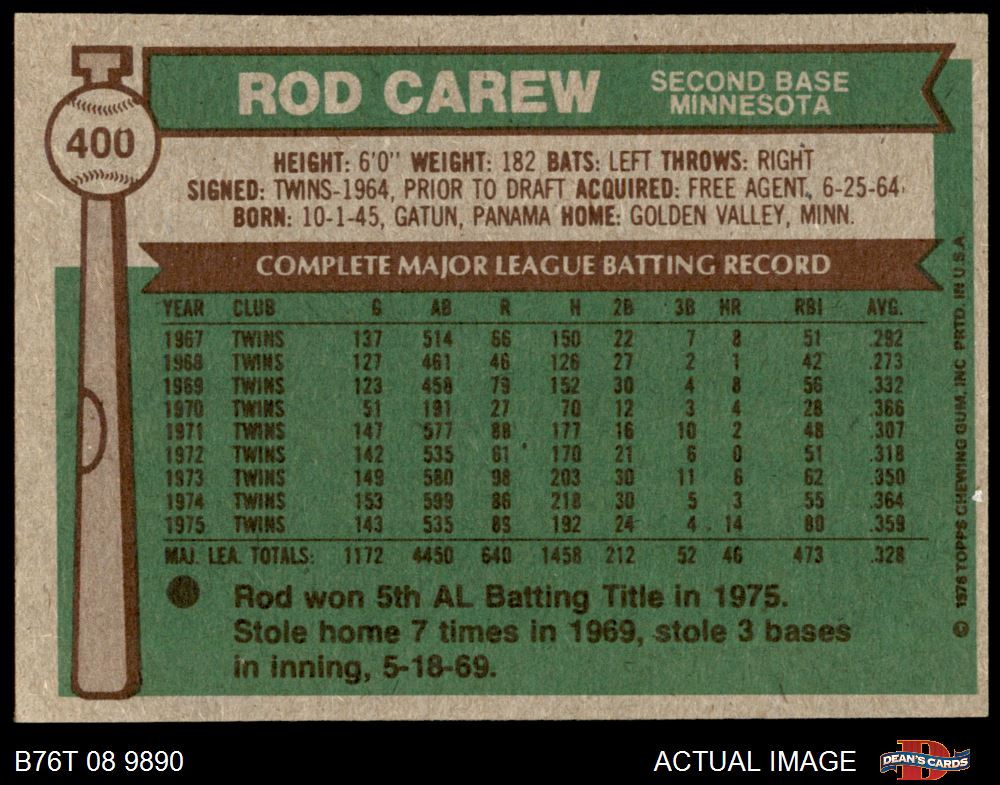 400
ROD CAREW
SECOND BASE
MINNESOTA
HEIGHT: 6'0" WEIGHT: 182 BATS: LEFT THROWS: RIGHT
SIGNED: TWINS-1964, PRIOR TO DRAFT ACQUIRED: FREE AGENT, 6-25-64
BORN: 10-1-45, GATUN, PANAMA HOME: GOLDEN VALLEY, MINN.
COMPLETE MAJOR LEAGUE BATTING RECORD
YEAR CLUB G AB R H 2B 3B HR RBI AVG.
1967 TWINS 137 514 66 150 22 7 8 51 .292
1968 TWINS 127 461 46 126 27 2 1 42 .273
1969 TWINS 123 458 79 152 30 4 8 56 .332
1970 TWINS 51 191 27 70 12 3 4 28 .366
1971 TWINS 147 577 88 177 16 10 2 48 .307
1972 TWINS 142 535 61 170 21 6 0 51 .318
1973 TWINS 149 580 98 203 30 11 6 62 .350
1974 TWINS 153 599 86 218 30 5 3 55 .364
1975 TWINS 143 535 89 192 24 4 14 80 .359
MAJ. LEA. TOTALS: 1172 4450 640 1458 212 52 46 473 .328
Rod won 5th AL Batting Title in 1975.
Stole home 7 times in 1969, stole 3 bases
in inning, 5-18-69.
© 1976 TOPPS CHEWING GUM, INC. PRTD. IN U.S.A.
B76T 08 9890
ACTUAL IMAGE
DEAN'S CARDS